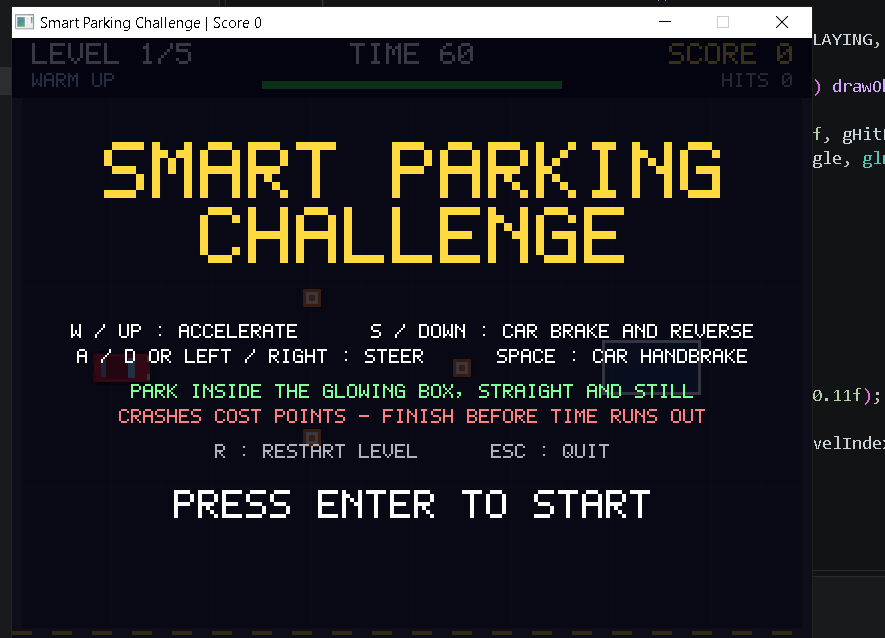 Smart Parking Challenge | Score 0
LEVEL 1/5 TIME 60 SCORE 0
WARM UP HITS 0
SMART PARKING
CHALLENGE
W / UP : ACCELERATE S / DOWN : CAR BRAKE AND REVERSE
A / D OR LEFT / RIGHT : STEER SPACE : CAR HANDBRAKE
PARK INSIDE THE GLOWING BOX, STRAIGHT AND STILL
CRASHES COST POINTS - FINISH BEFORE TIME RUNS OUT
R : RESTART LEVEL ESC : QUIT
PRESS ENTER TO START
LAYING,
) drawOb
f, gHit
gle, gl
0.11f);
velIndex